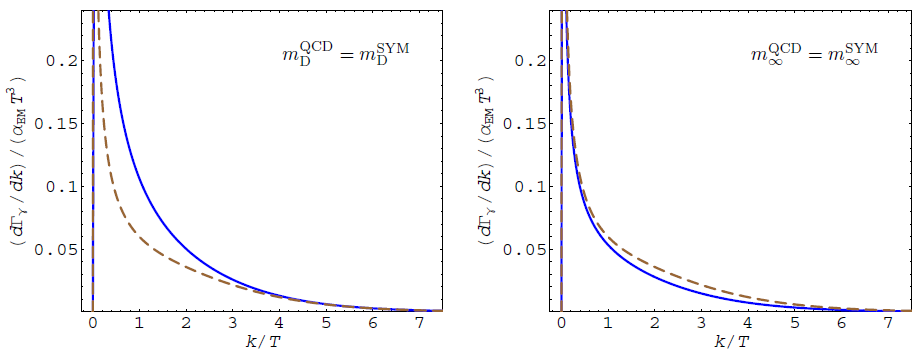 m_D^QCD = m_D^SYM
0.2
0.15
0.1
0.05
(dΓ_γ / dk) / (α_EM T^3)
0 1 2 3 4 5 6 7
k/T
m_∞^QCD = m_∞^SYM
0.2
0.15
0.1
0.05
(dΓ_γ / dk) / (α_EM T^3)
0 1 2 3 4 5 6 7
k/T